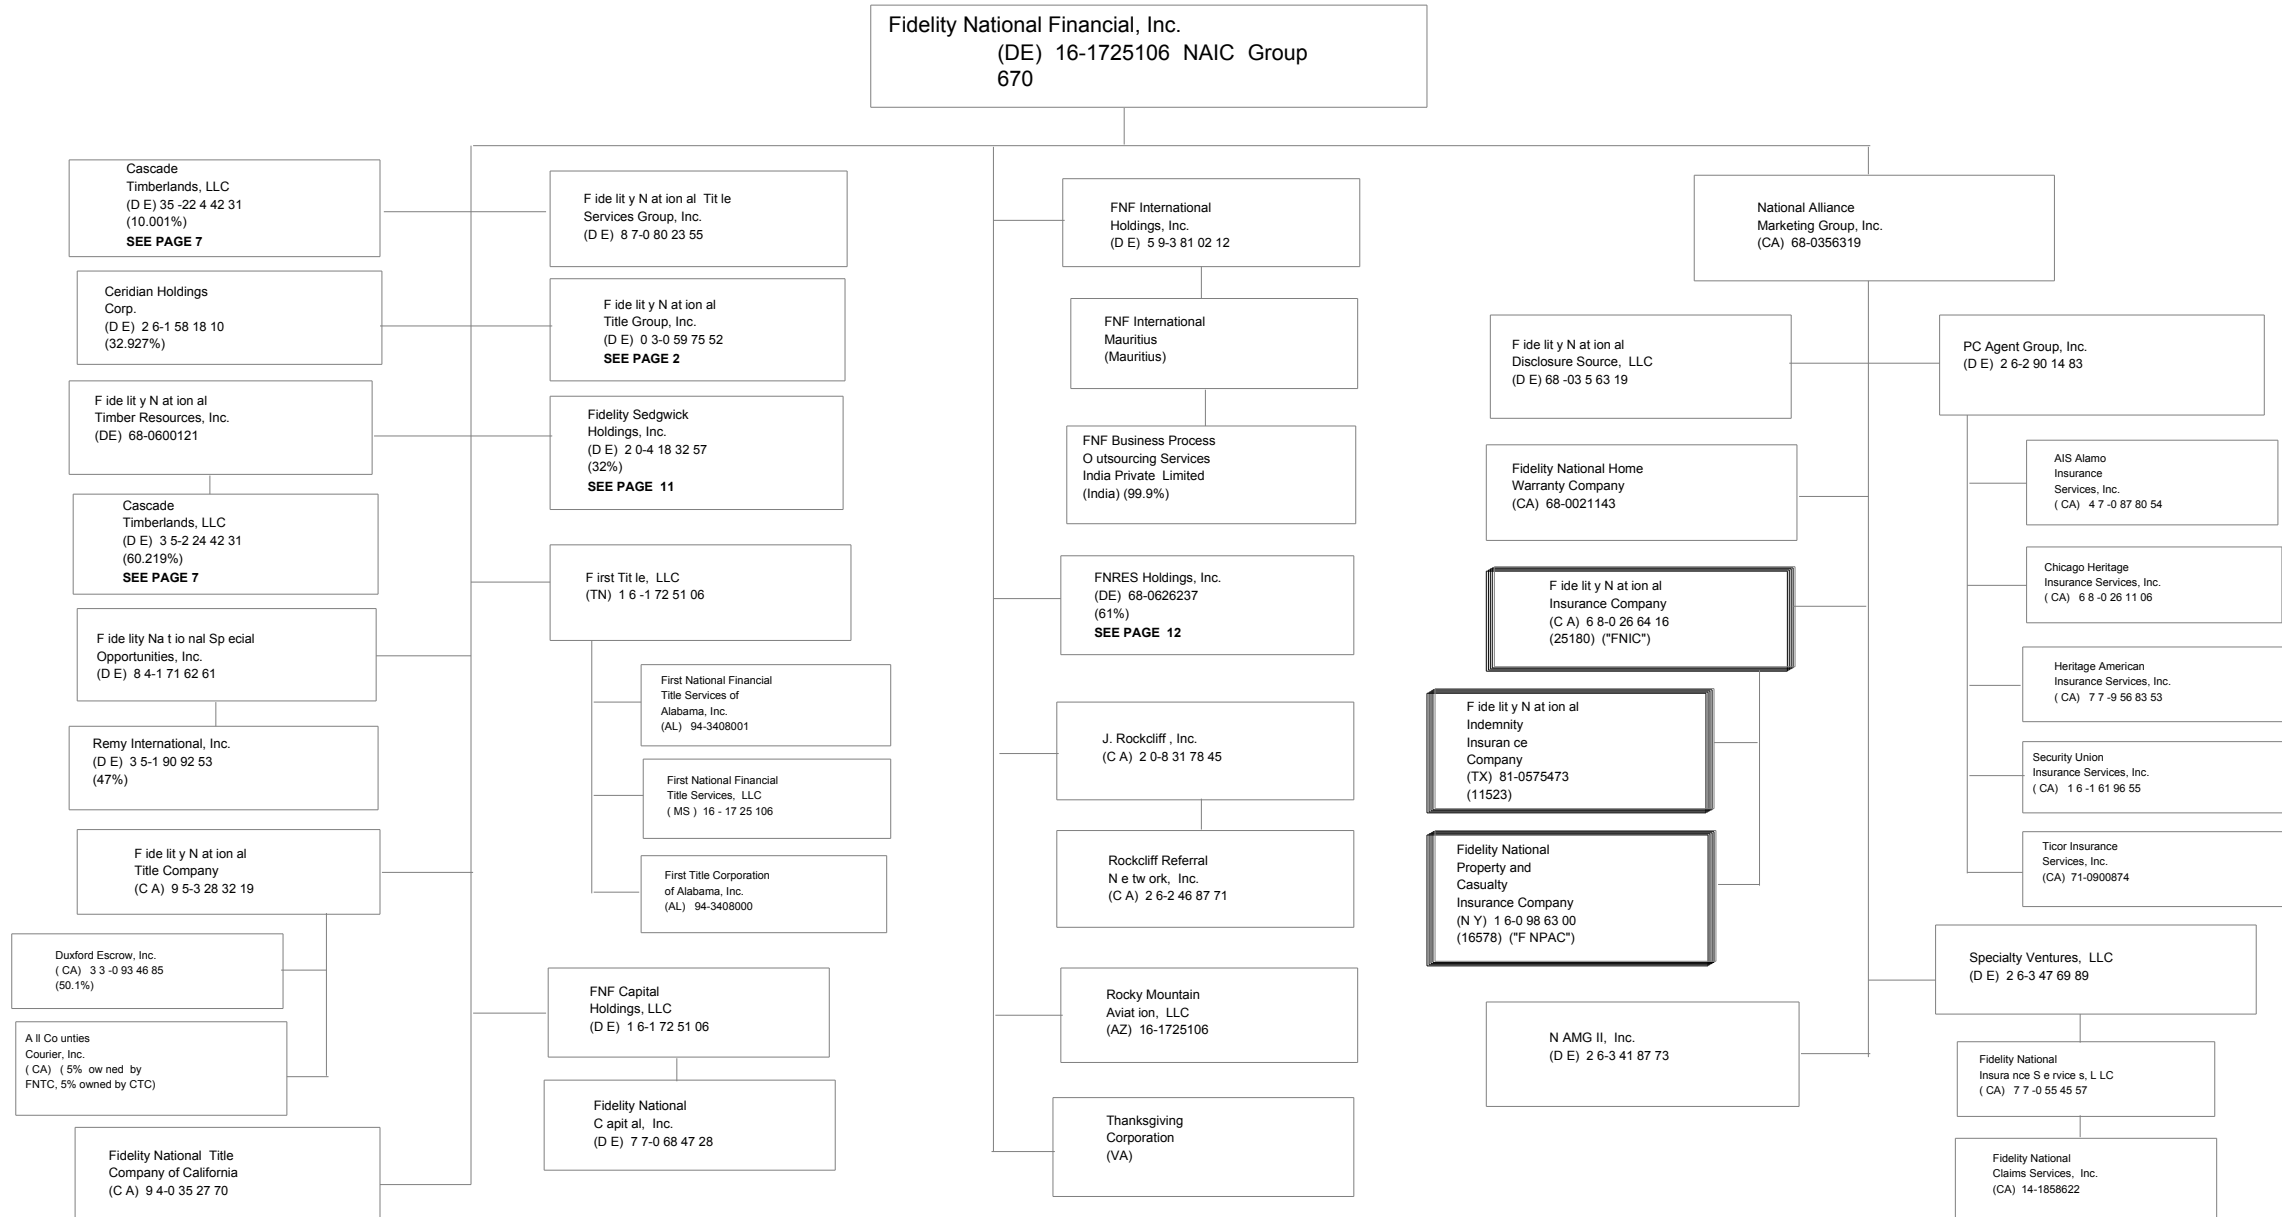 Fidelity National Financial, Inc.
(DE) 16-1725106 NAIC Group
670
Cascade
Timberlands, LLC
(D E) 35 -22 4 42 31
(10.001%)
SEE PAGE 7
Ceridian Holdings
Corp.
(D E) 2 6-1 58 18 10
(32.927%)
F ide lit y N at ion al
Timber Resources, Inc.
(DE) 68-0600121
Cascade
Timberlands, LLC
(D E) 3 5-2 24 42 31
(60.219%)
SEE PAGE 7
F ide lity Na t io nal Sp ecial
Opportunities, Inc.
(D E) 8 4-1 71 62 61
Remy International, Inc.
(D E) 3 5-1 90 92 53
(47%)
F ide lit y N at ion al
Title Company
(C A) 9 5-3 28 32 19
Duxford Escrow, Inc.
( CA) 3 3 -0 93 46 85
(50.1%)
A ll Co unties
Courier, Inc.
( CA) ( 5% ow ned by
FNTC, 5% owned by CTC)
Fidelity National Title
Company of California
(C A) 9 4-0 35 27 70
F ide lit y N at ion al Tit le
Services Group, Inc.
(D E) 8 7-0 80 23 55
F ide lit y N at ion al
Title Group, Inc.
(D E) 0 3-0 59 75 52
SEE PAGE 2
Fidelity Sedgwick
Holdings, Inc.
(D E) 2 0-4 18 32 57
(32%)
SEE PAGE 11
F irst Tit le, LLC
(TN) 1 6 -1 72 51 06
First National Financial
Title Services of
Alabama, Inc.
(AL) 94-3408001
First National Financial
Title Services, LLC
( MS ) 16 - 17 25 106
First Title Corporation
of Alabama, Inc.
(AL) 94-3408000
FNF Capital
Holdings, LLC
(D E) 1 6-1 72 51 06
Fidelity National
C apit al, Inc.
(D E) 7 7-0 68 47 28
FNF International
Holdings, Inc.
(D E) 5 9-3 81 02 12
FNF International
Mauritius
(Mauritius)
FNF Business Process
O utsourcing Services
India Private Limited
(India) (99.9%)
FNRES Holdings, Inc.
(DE) 68-0626237
(61%)
SEE PAGE 12
J. Rockcliff , Inc.
(C A) 2 0-8 31 78 45
Rockcliff Referral
N e tw ork, Inc.
(C A) 2 6-2 46 87 71
Rocky Mountain
Aviat ion, LLC
(AZ) 16-1725106
Thanksgiving
Corporation
(VA)
National Alliance
Marketing Group, Inc.
(CA) 68-0356319
F ide lit y N at ion al
Disclosure Source, LLC
(D E) 68 -03 5 63 19
Fidelity National Home
Warranty Company
(CA) 68-0021143
F ide lit y N at ion al
Insurance Company
(C A) 6 8-0 26 64 16
(25180) ("FNIC")
F ide lit y N at ion al
Indemnity
Insuran ce
Company
(TX) 81-0575473
(11523)
Fidelity National
Property and
Casualty
Insurance Company
(N Y) 1 6-0 98 63 00
(16578) ("F NPAC")
N AMG II, Inc.
(D E) 2 6-3 41 87 73
PC Agent Group, Inc.
(D E) 2 6-2 90 14 83
AIS Alamo
Insurance
Services, Inc.
( CA) 4 7 -0 87 80 54
Chicago Heritage
Insurance Services, Inc.
( CA) 6 8 -0 26 11 06
Heritage American
Insurance Services, Inc.
( CA) 7 7 -9 56 83 53
Security Union
Insurance Services, Inc.
( CA) 1 6 -1 61 96 55
Ticor Insurance
Services, Inc.
(CA) 71-0900874
Specialty Ventures, LLC
(D E) 2 6-3 47 69 89
Fidelity National
Insura nce S e rvice s, L LC
( CA) 7 7 -0 55 45 57
Fidelity National
Claims Services, Inc.
(CA) 14-1858622